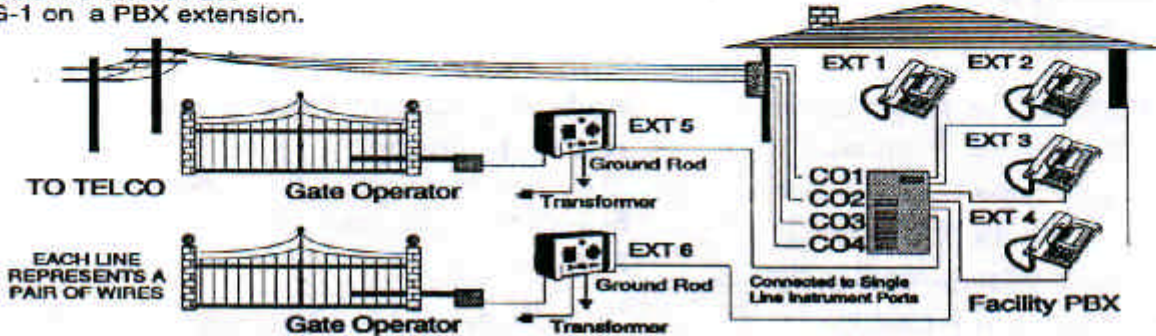 G-1 on a PBX extension.
EXT 1
EXT 2
EXT 5
EXT 3
Ground Rod
TO TELCO
Gate Operator
Transformer
CO1
CO2
CO3
CO4
EXT 4
EACH LINE
REPRESENTS A
PAIR OF WIRES
EXT 6
Ground Rod
Connected to Single
Line Instrument Ports
Facility PBX
Gate Operator
Transformer